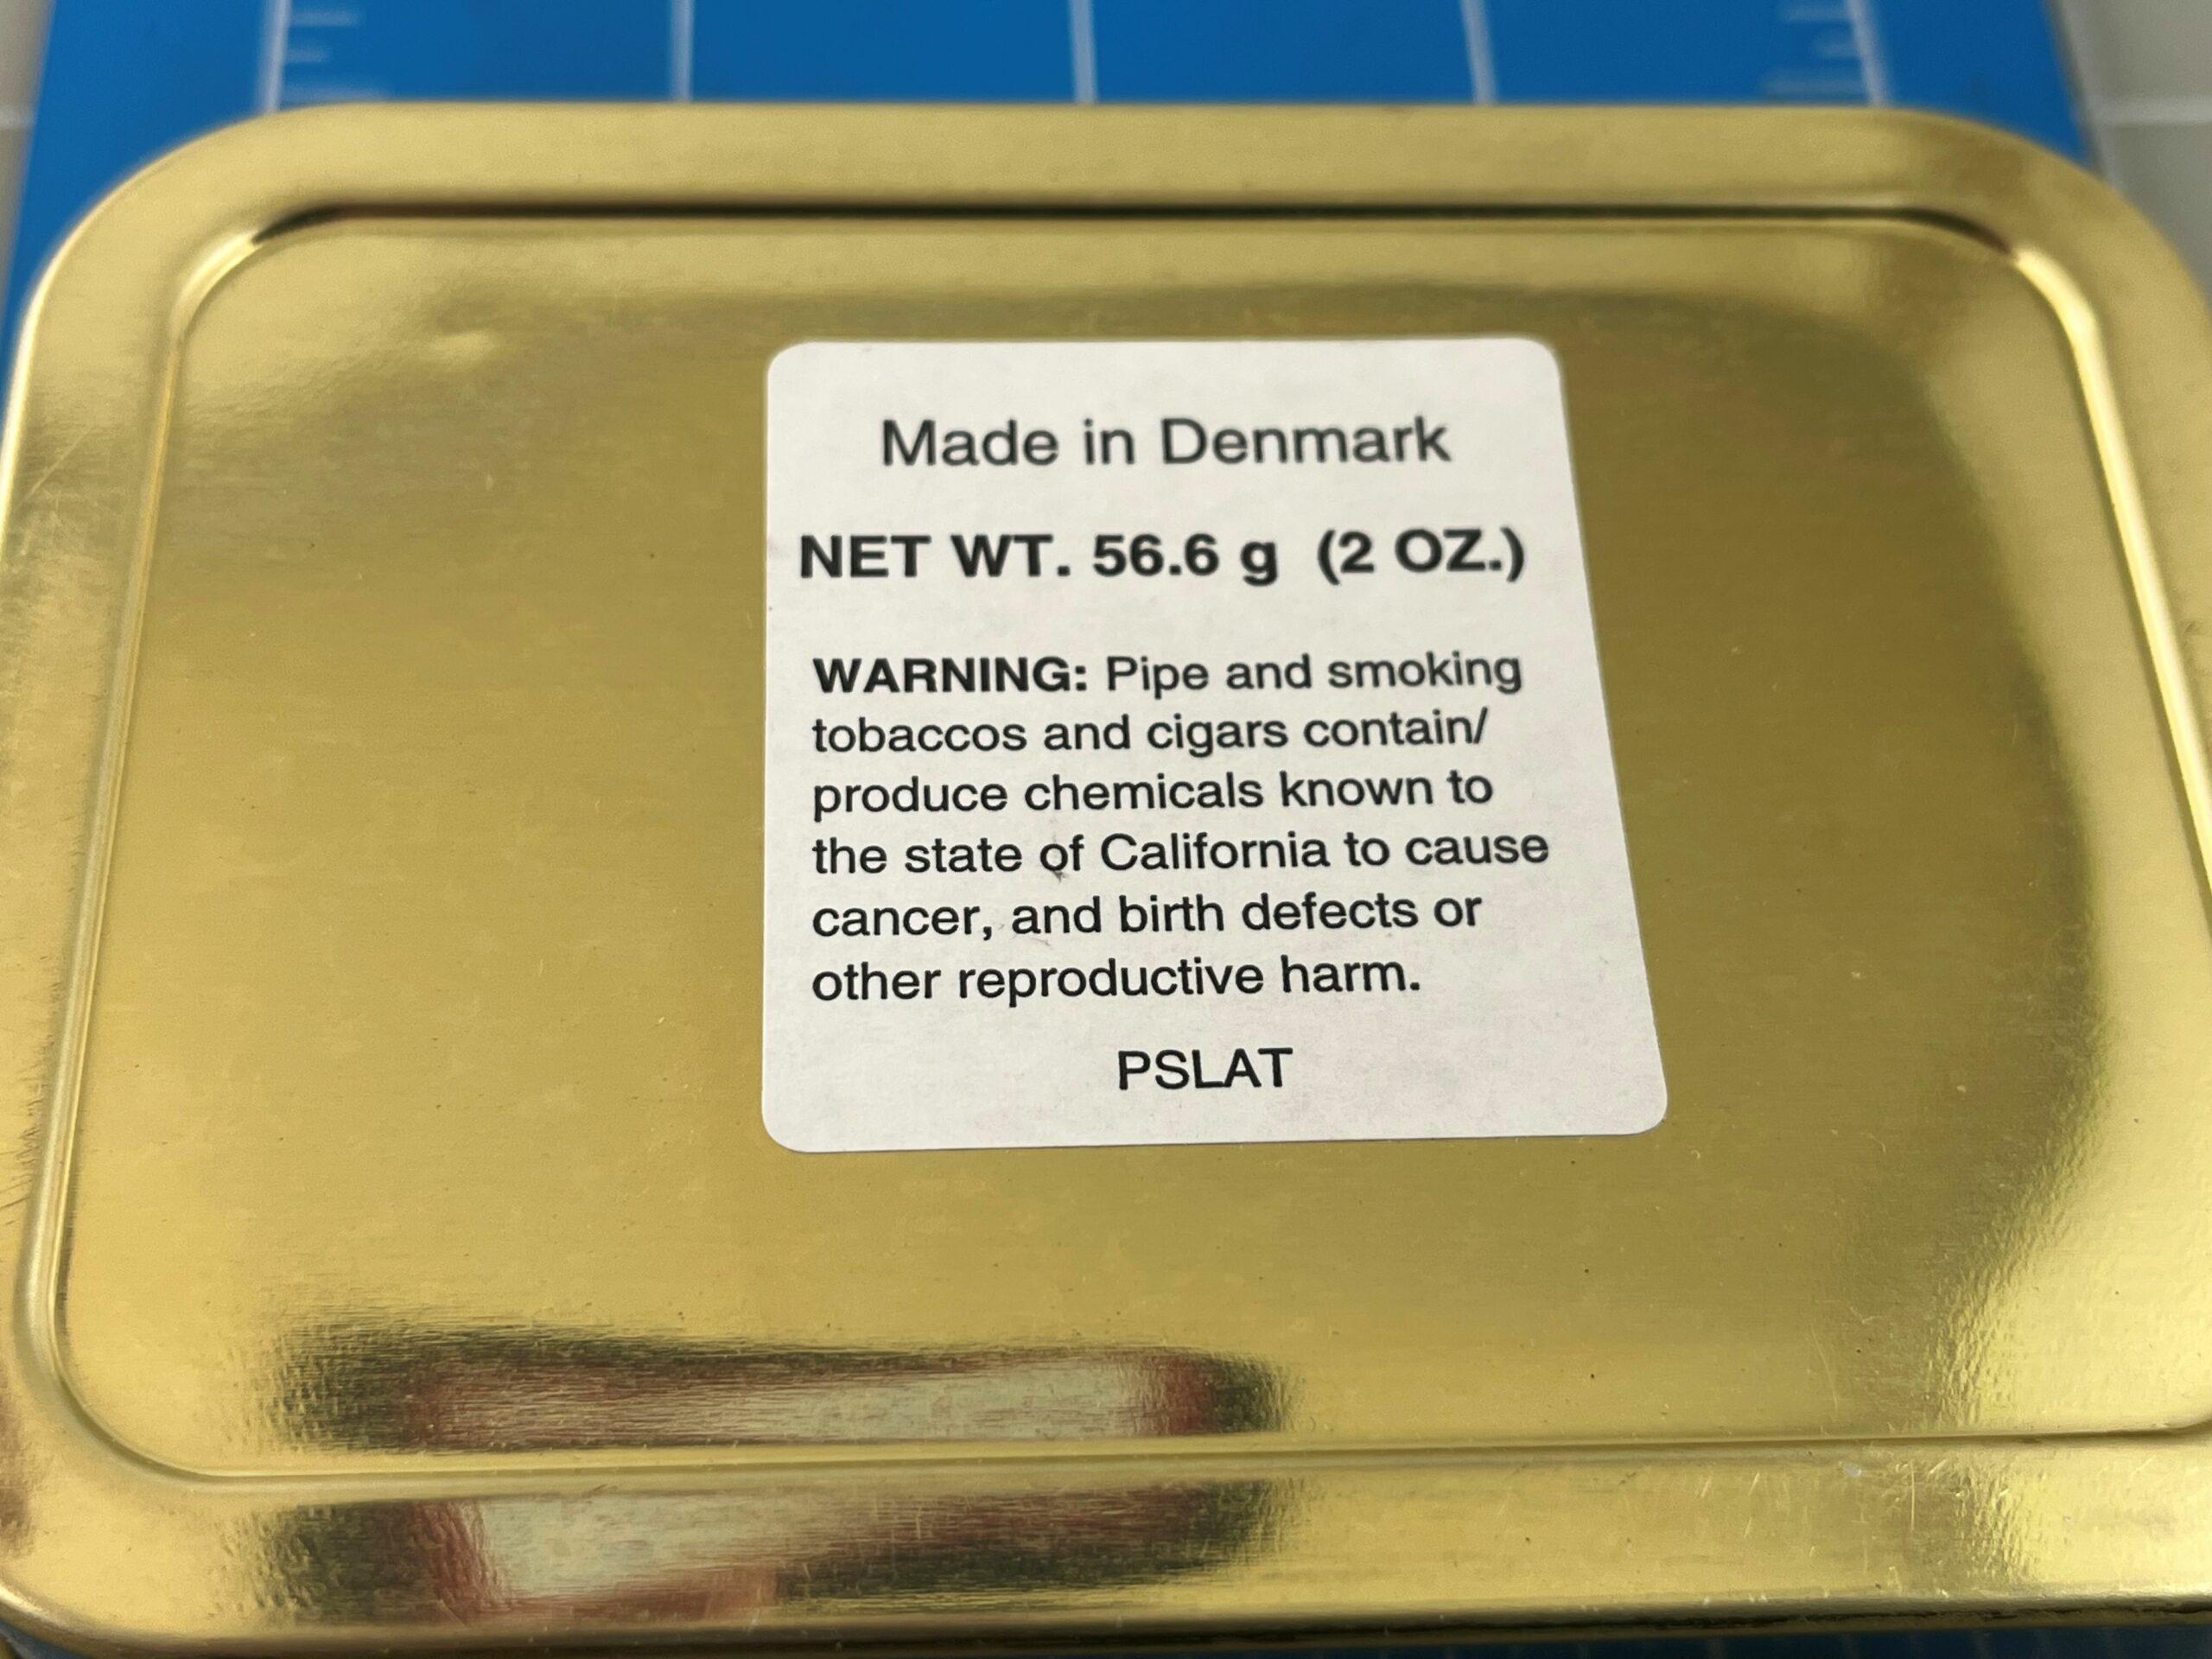 Made in Denmark
NET WT. 56.6 g (2 OZ.)
WARNING: Pipe and smoking
tobaccos and cigars contain/
produce chemicals known to
the state of California to cause
cancer, and birth defects or
other reproductive harm.
PSLAT